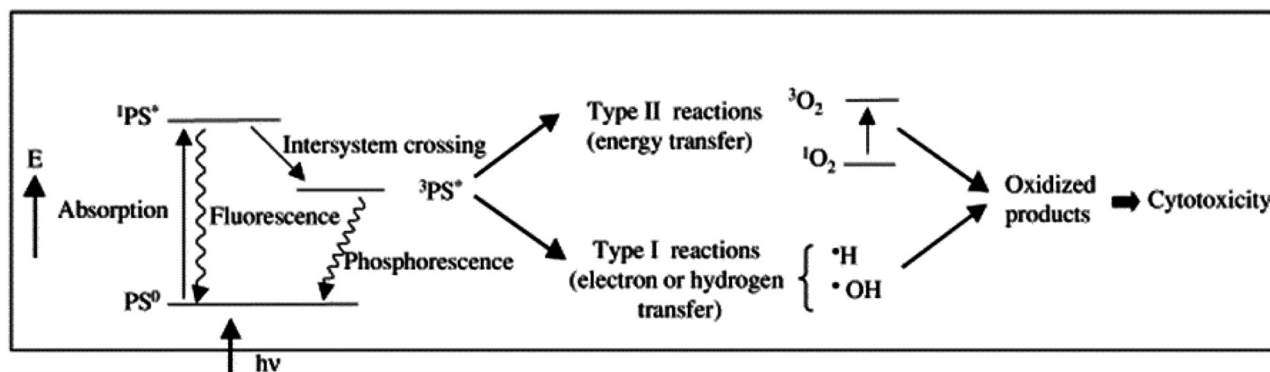 ¹PS*
E
Absorption
Fluorescence
Intersystem crossing
³PS*
Phosphorescence
PS⁰
hν
Type II reactions
(energy transfer)
³O₂
¹O₂
Type I reactions
(electron or hydrogen
transfer)
•H
• OH
Oxidized
products
Cytotoxicity